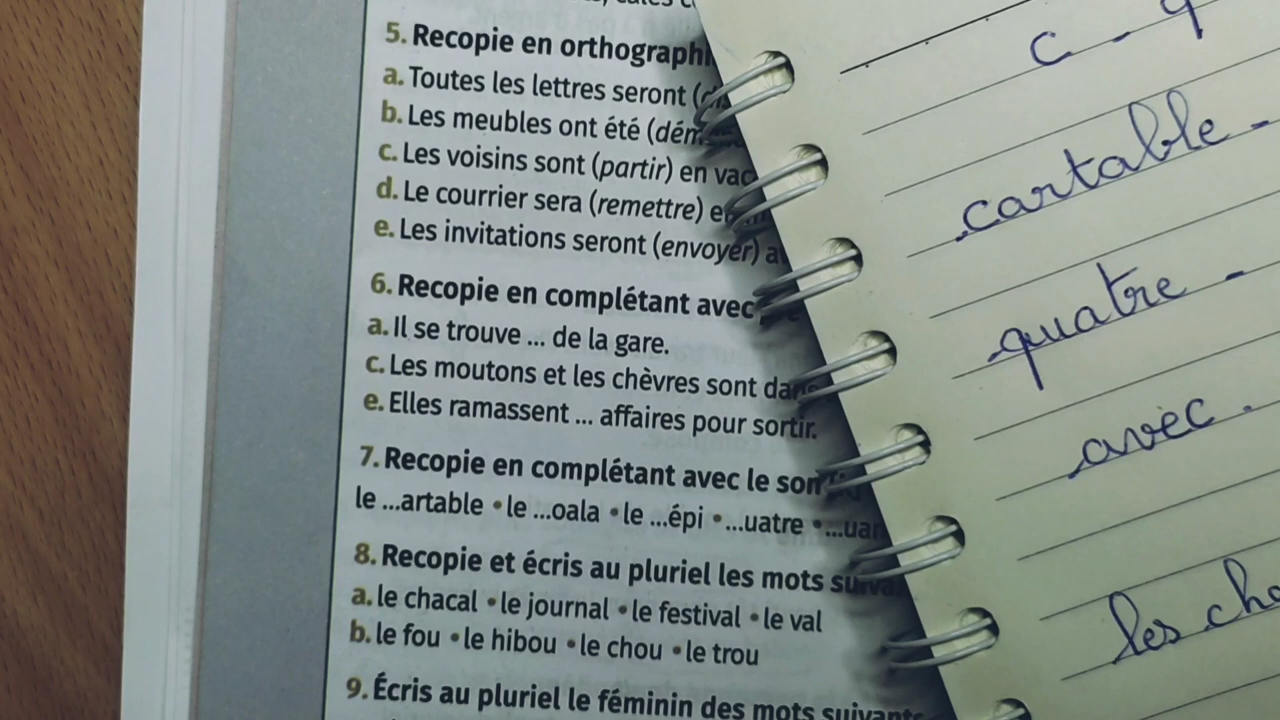 5. Recopie en
a. Toutes les lettres seront
b. Les meubles ont été
c. Les voisins sont (partir) en
d. Le courrier sera (remettre)
e. Les invitations seront (envoyer)
6. Recopie en complétant avec
a. Il se trouve ... de la gare.
c. Les moutons et les chèvres sont dans
e. Elles ramassent ... affaires pour sortir.
7. Recopie en complétant avec le son
le ...artable • le ...oala • le ...épi • ...uatre •
8. Recopie et écris au pluriel les mots
a. le chacal • le journal • le festival • le val
b. le fou • le hibou • le chou • le trou
9. Écris au pluriel le féminin des mots suivants
c - q
cartable -
quatre -
avec.
les